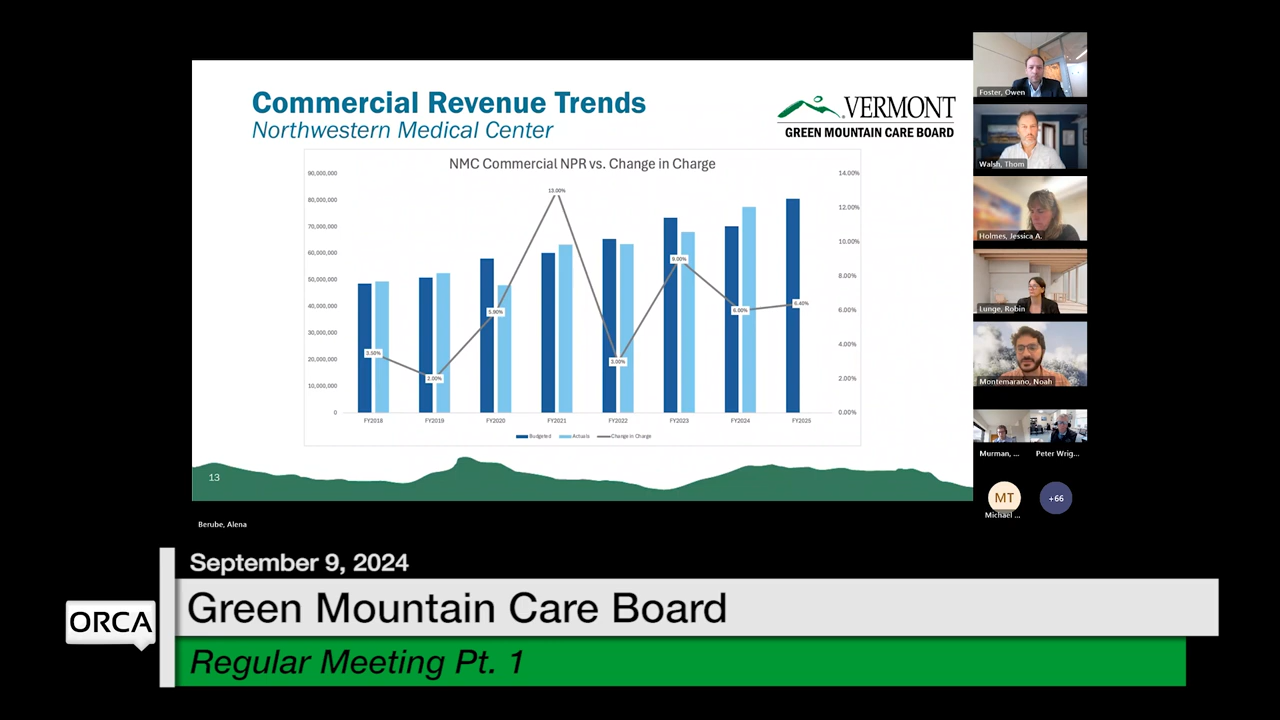 Commercial Revenue Trends
Northwestern Medical Center
VERMONT
GREEN MOUNTAIN CARE BOARD
NMC Commercial NPR vs. Change in Charge
90,000,000
80,000,000
70,000,000
60,000,000
50,000,000
40,000,000
30,000,000
20,000,000
10,000,000
0
14.00%
12.00%
10.00%
8.00%
6.00%
4.00%
2.00%
0.00%
3.50%
2.00%
5.90%
13.00%
3.00%
9.00%
6.00%
6.40%
FY2018
FY2019
FY2020
FY2021
FY2022
FY2023
FY2024
FY2025
Budgeted
Actuals
Change in Charge
13
Foster, Owen
Walsh, Thom
Holmes, Jessica A.
Lunge, Robin
Montemarano, Noah
Murman, ...
Peter Wrig...
MT
Michael ...
+66
Berube, Alena
September 9, 2024
ORCA
Green Mountain Care Board
Regular Meeting Pt. 1